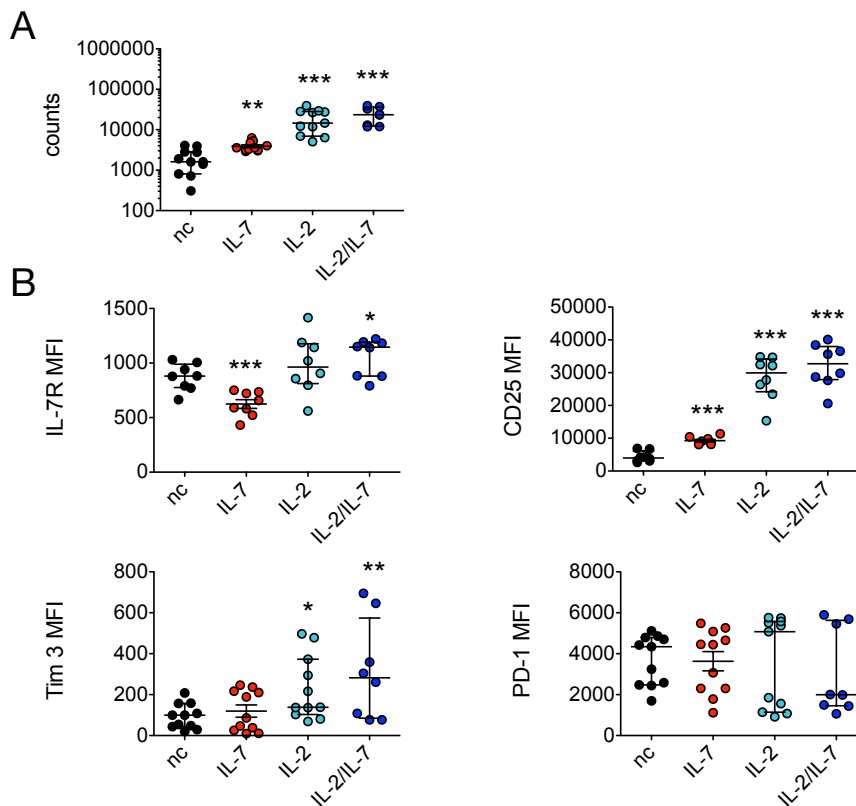 A
counts
1000000
100000
10000
1000
100
**
***
***
nc
IL-7
IL-2
IL-2/IL-7
B
IL-7R MFI
1500
1000
500
0
***
*
nc
IL-7
IL-2
IL-2/IL-7
CD25 MFI
50000
40000
30000
20000
10000
0
***
***
***
nc
IL-7
IL-2
IL-2/IL-7
Tim 3 MFI
800
600
400
200
0
*
**
nc
IL-7
IL-2
IL-2/IL-7
PD-1 MFI
8000
6000
4000
2000
0
nc
IL-7
IL-2
IL-2/IL-7